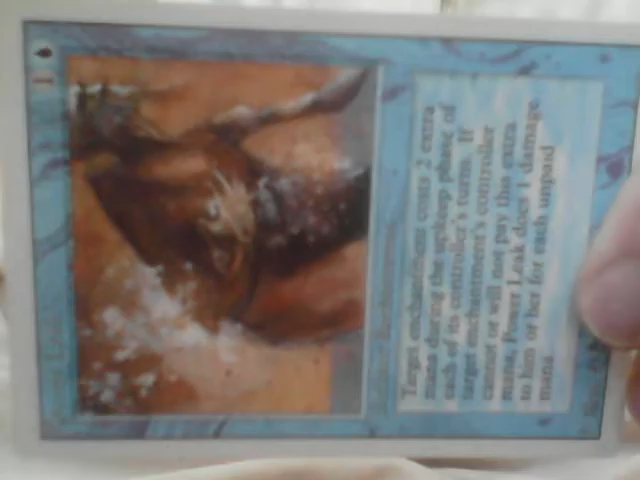 Target enchantment costs 2 extra
mana during the upkeep phase of
each of its controller's turns. If
target enchantment's controller
cannot or will not pay this extra
mana, Power Leak does 1 damage
to him or her for each unpaid
mana